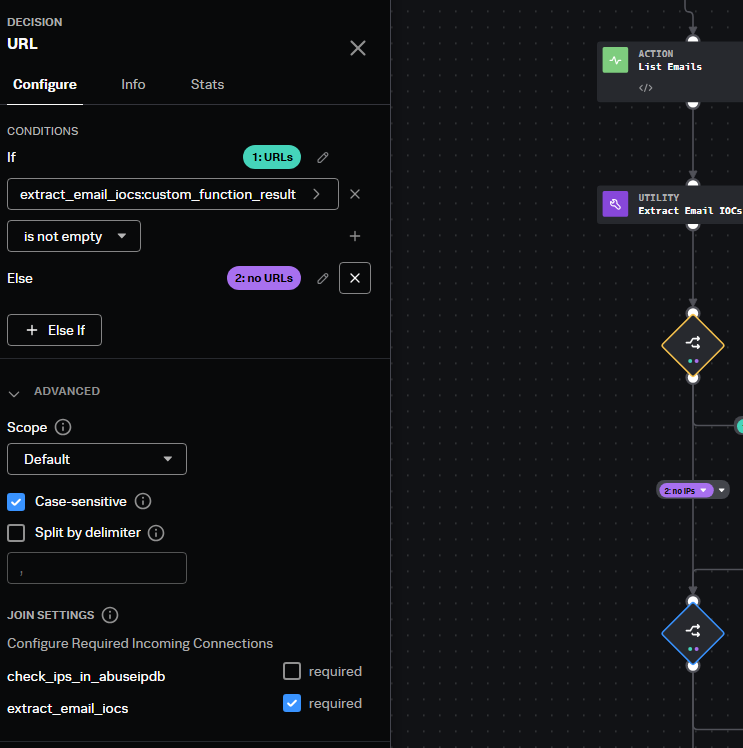 DECISION
URL
Configure
Info
Stats
CONDITIONS
If
1: URLs
extract_email_iocs:custom_function_result
is not empty
Else
2: no URLs
Else If
ADVANCED
Scope
Default
Case-sensitive
Split by delimiter
,
JOIN SETTINGS
Configure Required Incoming Connections
check_ips_in_abuseipdb
required
extract_email_iocs
required
ACTION
List Emails
</>
UTILITY
Extract Email IOCs
2: no IPs